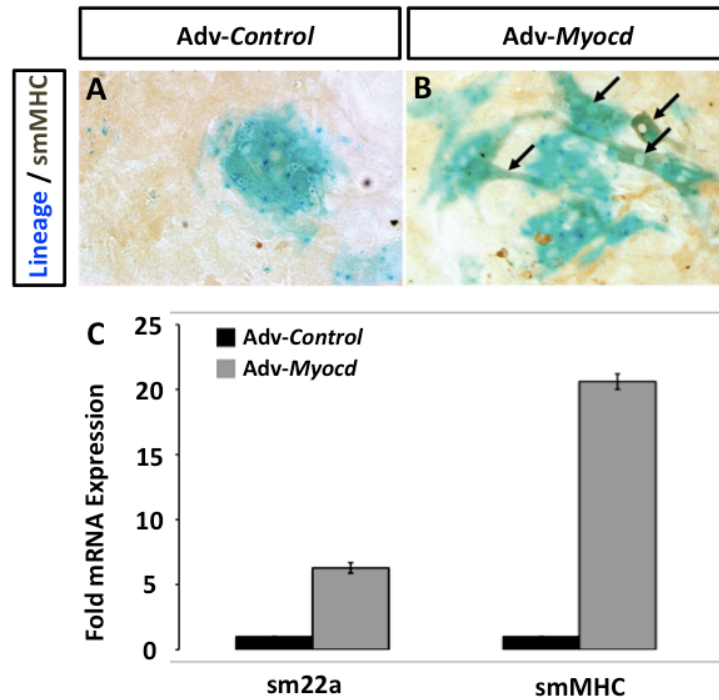 Adv-Control
Adv-Myocd
Lineage / smMHC
A
B
C
Adv-Control
Adv-Myocd
Fold mRNA Expression
25
20
15
10
5
0
sm22a
smMHC